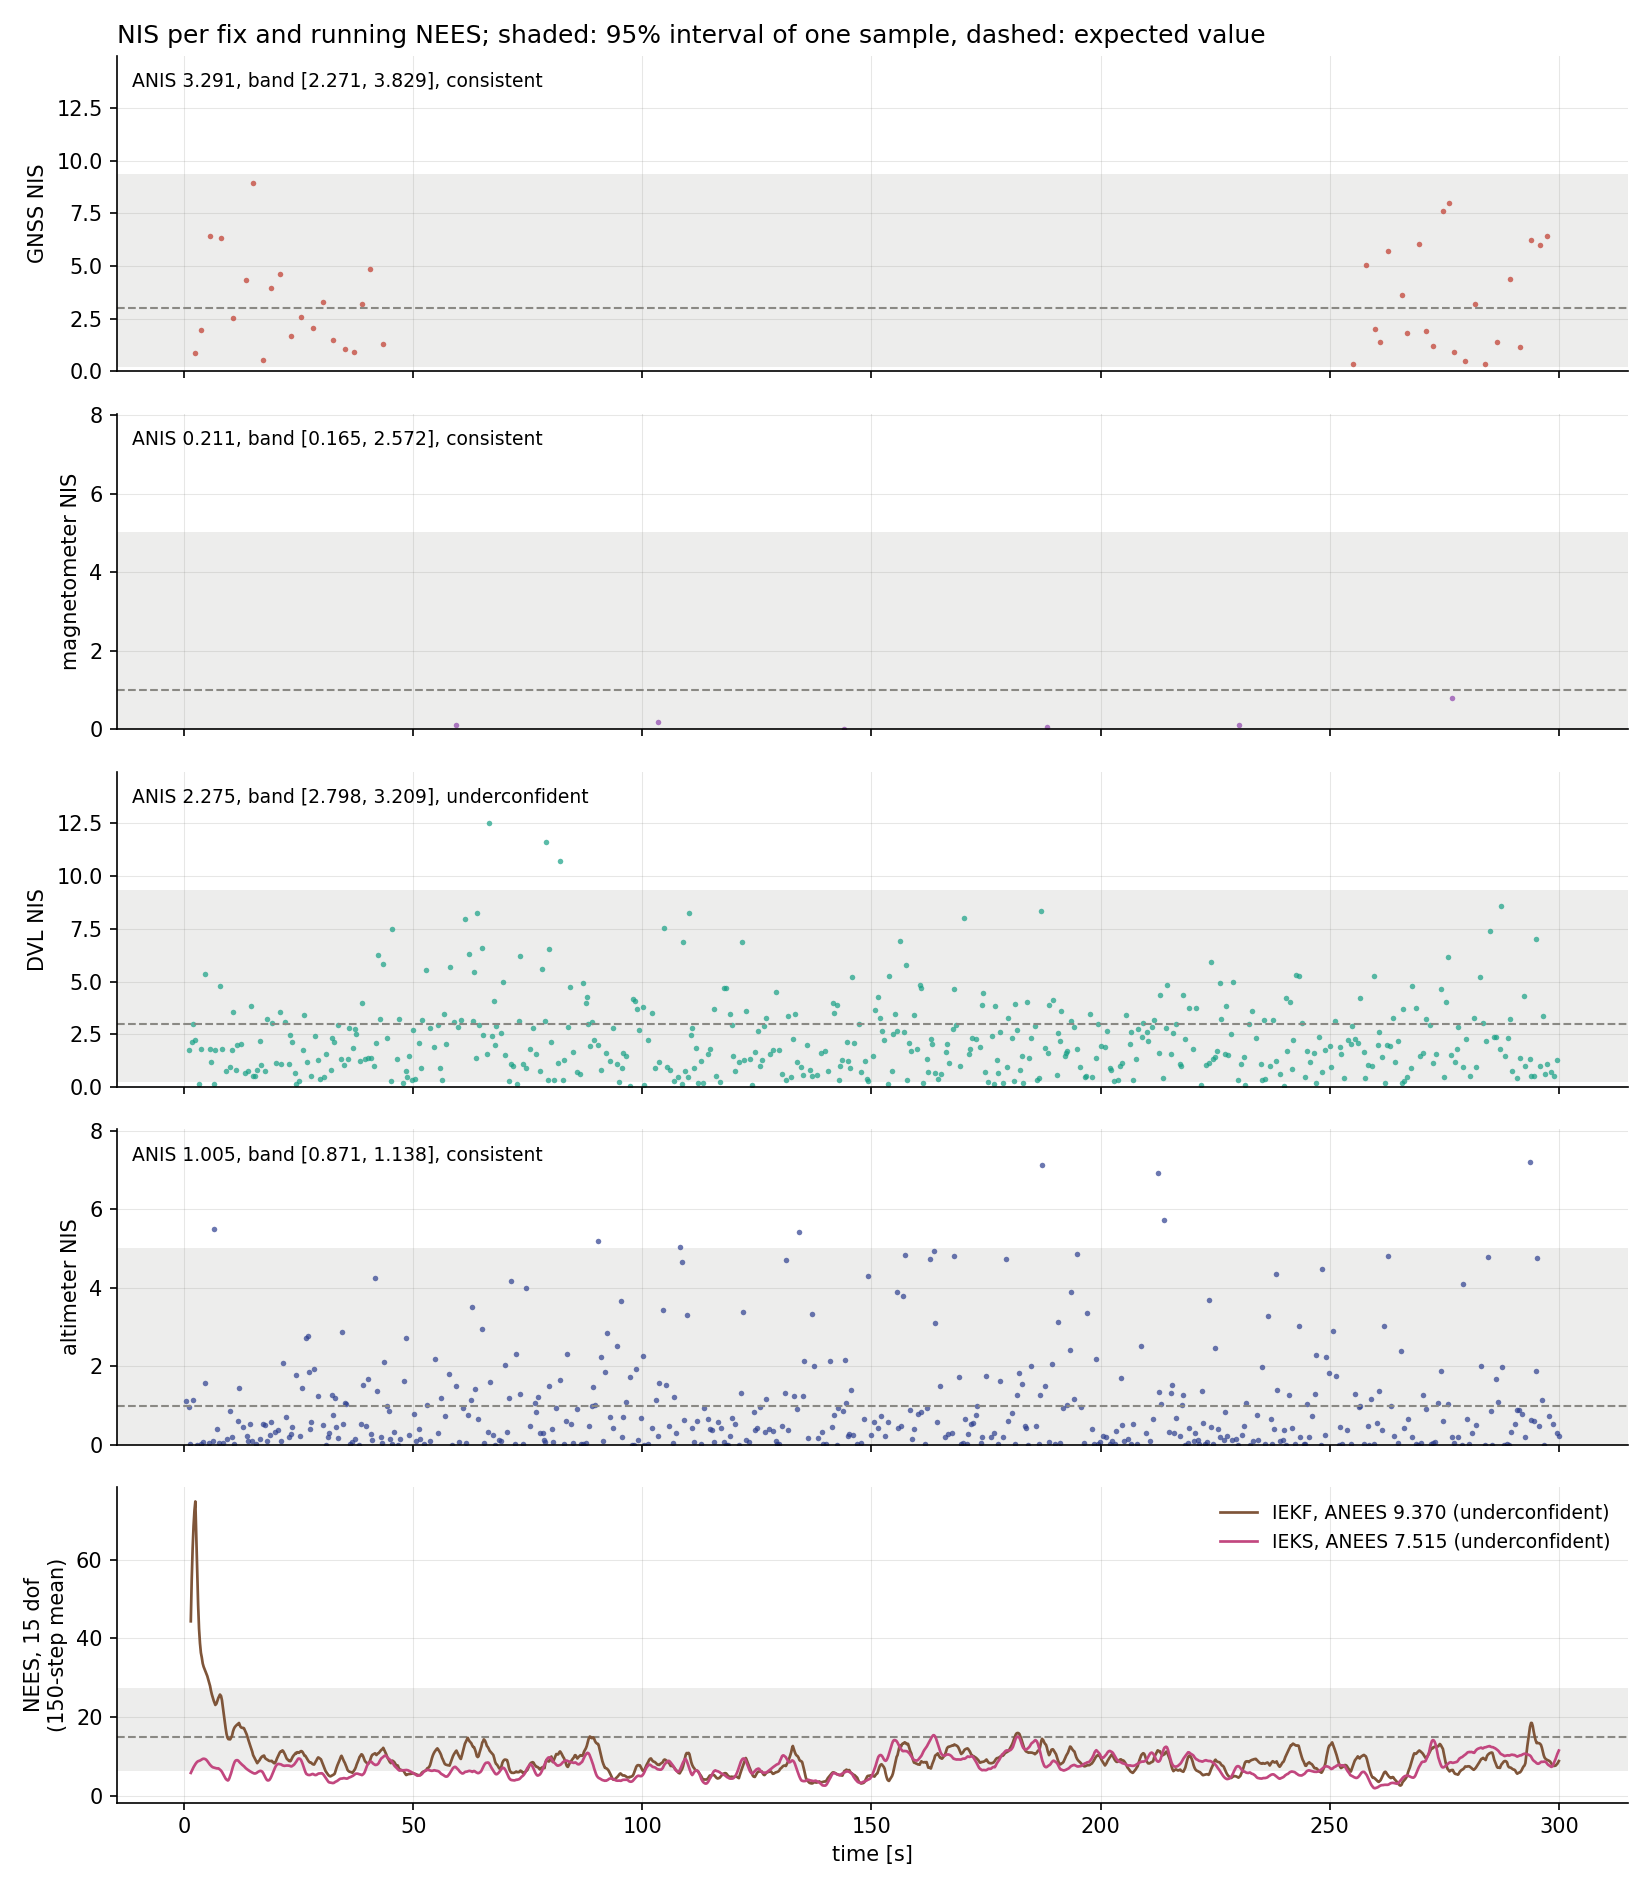 NIS per fix and running NEES; shaded: 95% interval of one sample, dashed: expected value
ANIS 3.291, band [2.271, 3.829], consistent
GNSS NIS
12.5
10.0
7.5
5.0
2.5
0.0
ANIS 0.211, band [0.165, 2.572], consistent
magnetometer NIS
8
6
4
2
0
ANIS 2.275, band [2.798, 3.209], underconfident
DVL NIS
12.5
10.0
7.5
5.0
2.5
0.0
ANIS 1.005, band [0.871, 1.138], consistent
altimeter NIS
8
6
4
2
0
IEKF, ANEES 9.370 (underconfident)
IEKS, ANEES 7.515 (underconfident)
NEES, 15 dof
(150-step mean)
60
40
20
0
0 50 100 150 200 250 300
time [s]